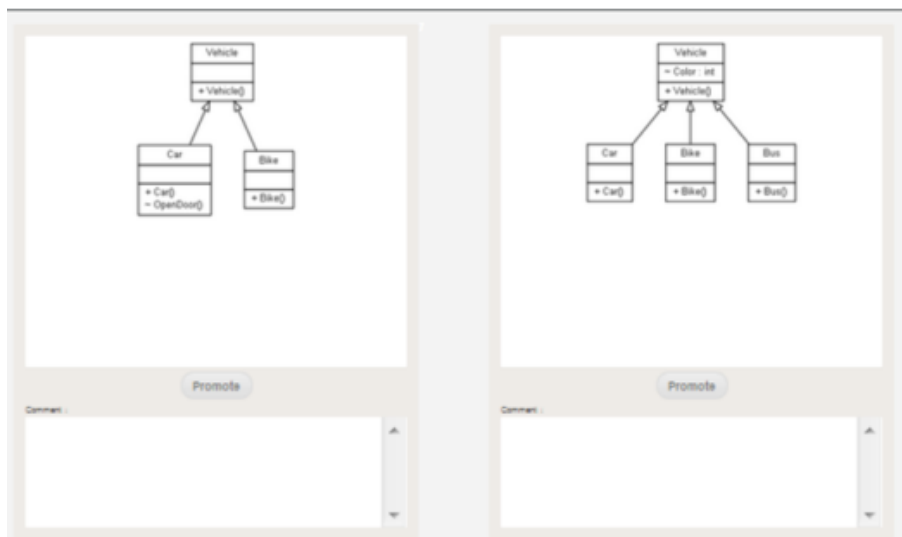 Vehicle
+ Vehicle()
Car
+ Car()
~ OpenDoor()
Bike
+ Bike()
Promote
Comment :
Vehicle
~ Color : int
+ Vehicle()
Car
+ Car()
Bike
+ Bike()
Bus
+ Bus()
Promote
Comment :